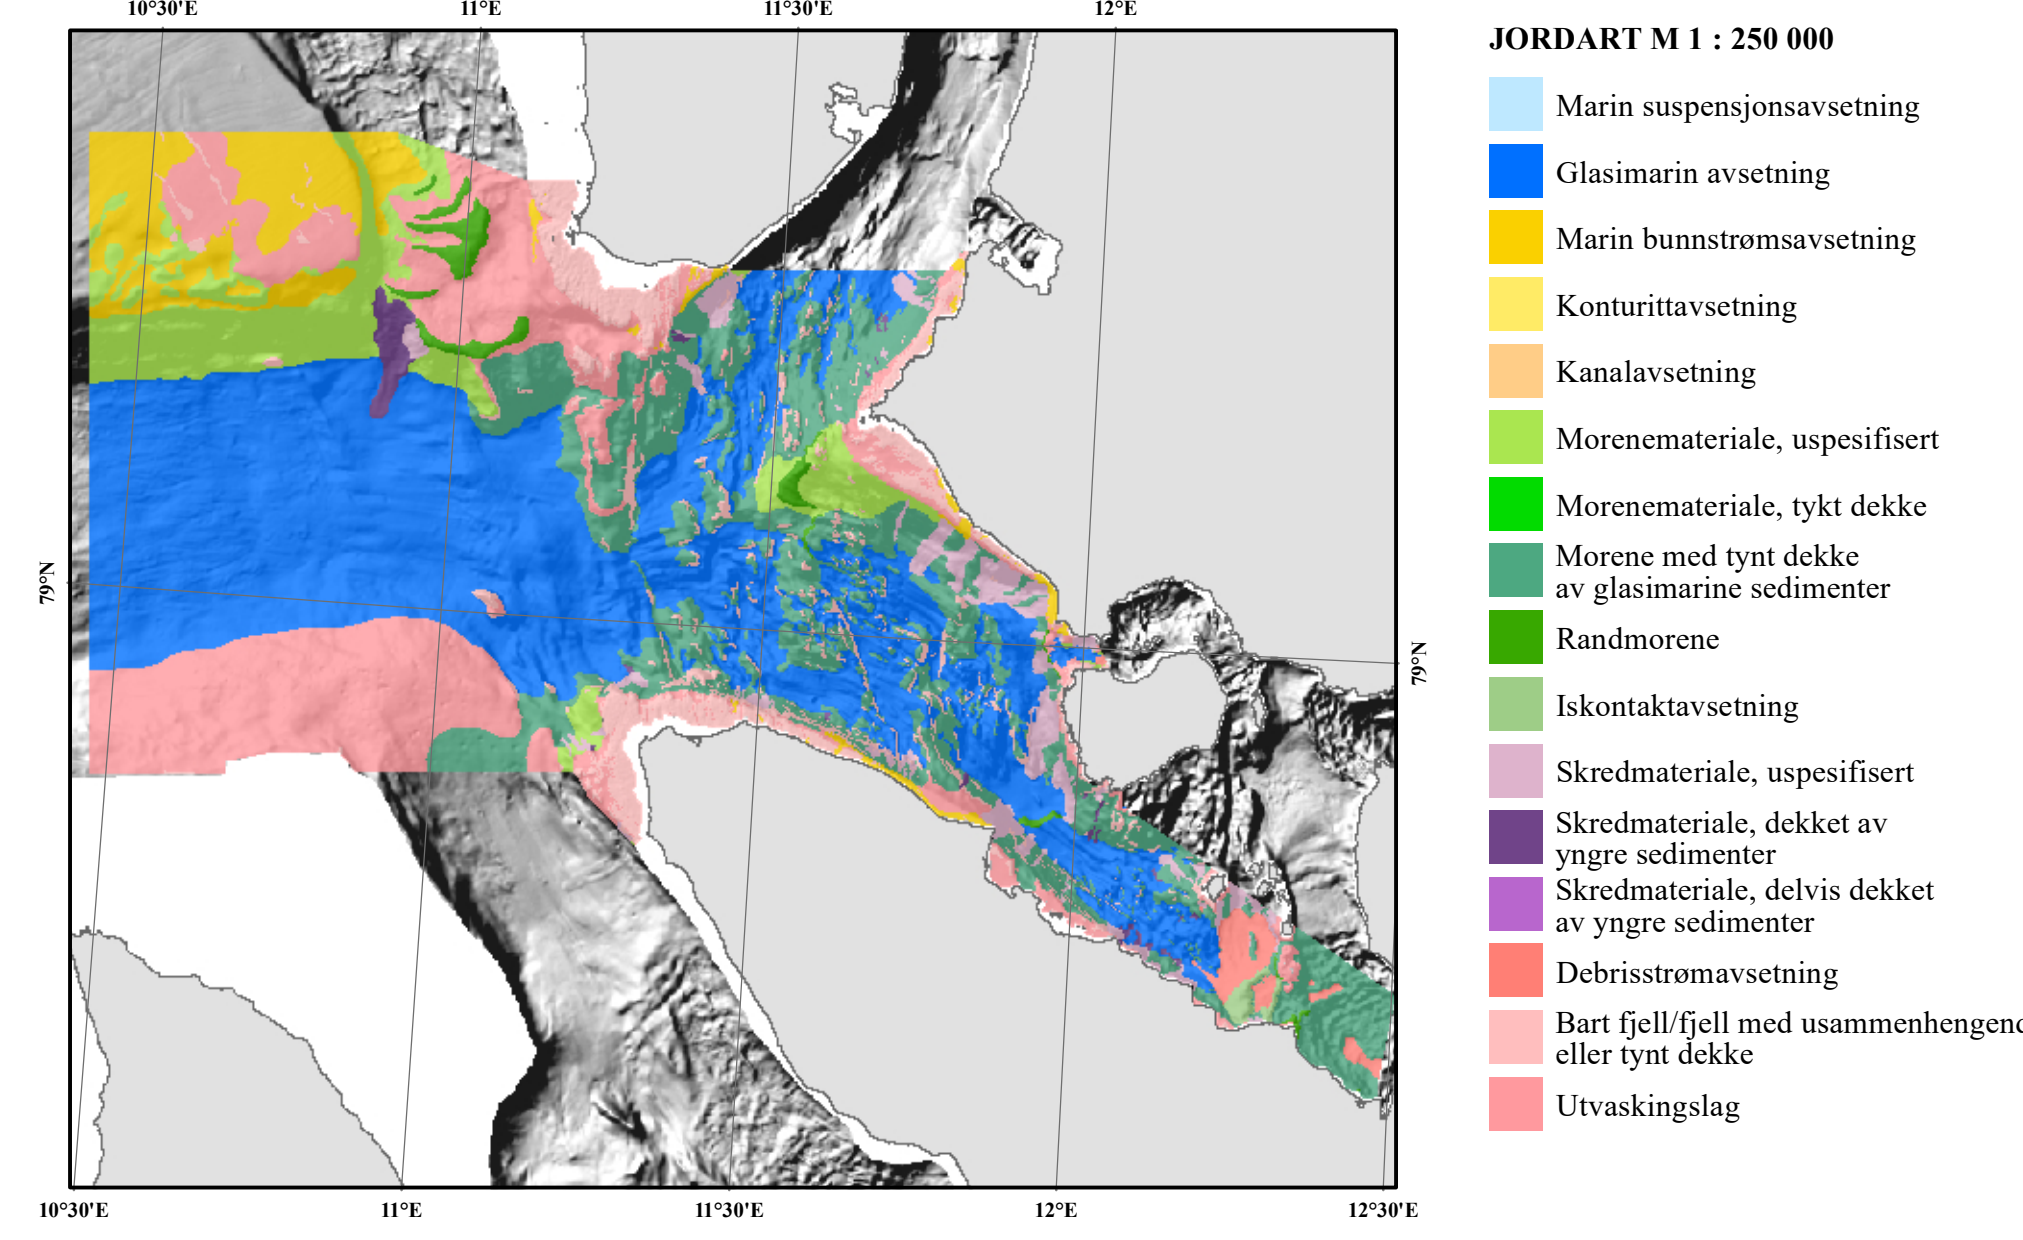 10°30'E 11°E 11°30'E 12°E
JORDART M 1 : 250 000
Marin suspensjonsavsetning
Glasimarin avsetning
Marin bunnstrømsavsetning
Konturittavsetning
Kanalavsetning
Morenemateriale, uspesifisert
Morenemateriale, tykt dekke
Morene med tynt dekke
av glasimarine sedimenter
Randmorene
Iskontaktavsetning
Skredmateriale, uspesifisert
Skredmateriale, dekket av
yngre sedimenter
Skredmateriale, delvis dekket
av yngre sedimenter
Debrisstrømavsetning
Bart fjell/fjell med usammenhengend
eller tynt dekke
Utvaskingslag
79°N
79°N
10°30'E 11°E 11°30'E 12°E 12°30'E